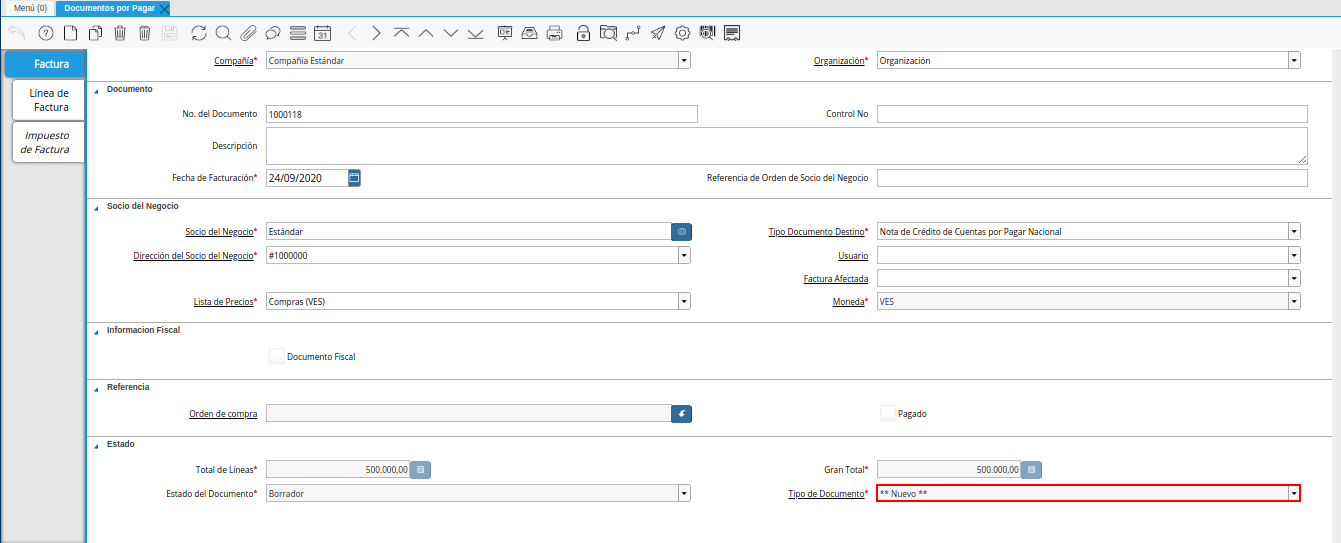 Menú (0)
Documentos por Pagar
31
Factura
Línea de
Factura
Impuesto
de Factura
Compañía*
Compañía Estándar
Organización*
Organización
Documento
No. del Documento
1000118
Control No
Descripción
Fecha de Facturación*
24/09/2020
Referencia de Orden de Socio del Negocio
Socio del Negocio
Socio del Negocio*
Estándar
Tipo Documento Destino*
Nota de Crédito de Cuentas por Pagar Nacional
Dirección del Socio del Negocio*
#1000000
Usuario
Factura Afectada
Lista de Precios*
Compras (VES)
Moneda*
VES
Informacion Fiscal
Documento Fiscal
Referencia
Orden de compra
Pagado
Estado
Total de Líneas*
500.000,00
Gran Total*
500.000,00
Estado del Documento*
Borrador
Tipo de Documento*
** Nuevo **